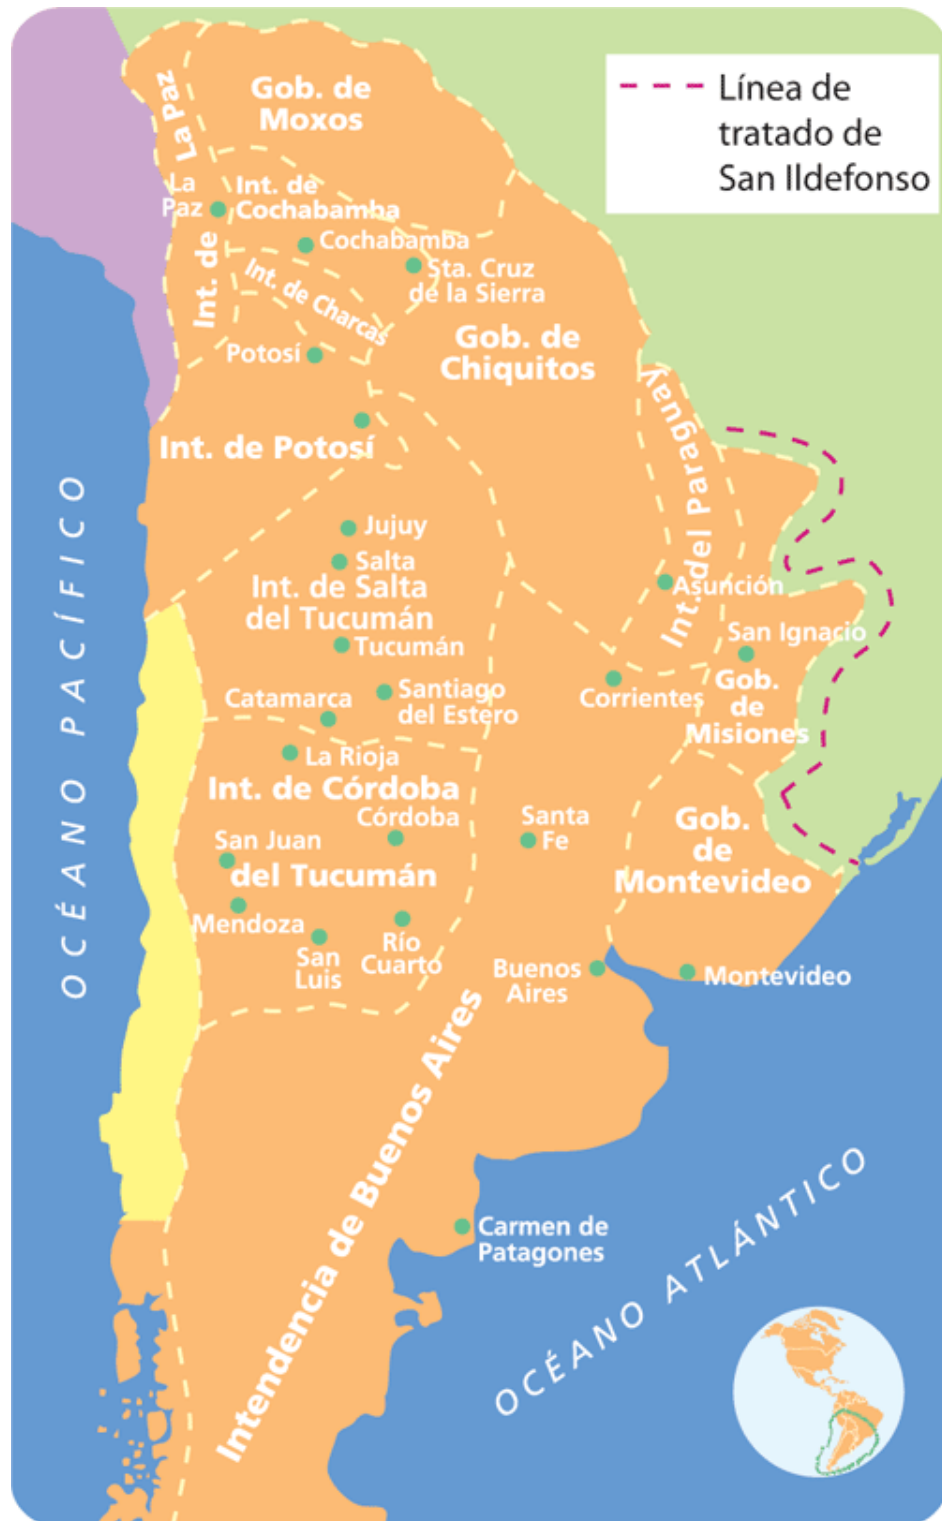 Línea de
tratado de
San Ildefonso
Gob. de
Moxos
La Paz
Int. de
La
Paz
Int. de
Cochabamba
Cochabamba
Sta. Cruz
de la Sierra
Int. de Charcas
Potosí
Gob. de
Chiquitos
Int. de Potosí
Int. del Paraguay
Jujuy
Salta
Int. de Salta
del Tucumán
Tucumán
Asunción
San Ignacio
Catamarca
Santiago
del Estero
Corrientes
Gob.
de
Misiones
La Rioja
Int. de Córdoba
Córdoba
San Juan
del Tucumán
Santa
Fe
Gob.
de
Montevideo
Mendoza
San
Luis
Río
Cuarto
Buenos
Aires
Montevideo
Intendencia de Buenos Aires
Carmen de
Patagones
OCÉANO PACÍFICO
OCÉANO ATLÁNTICO